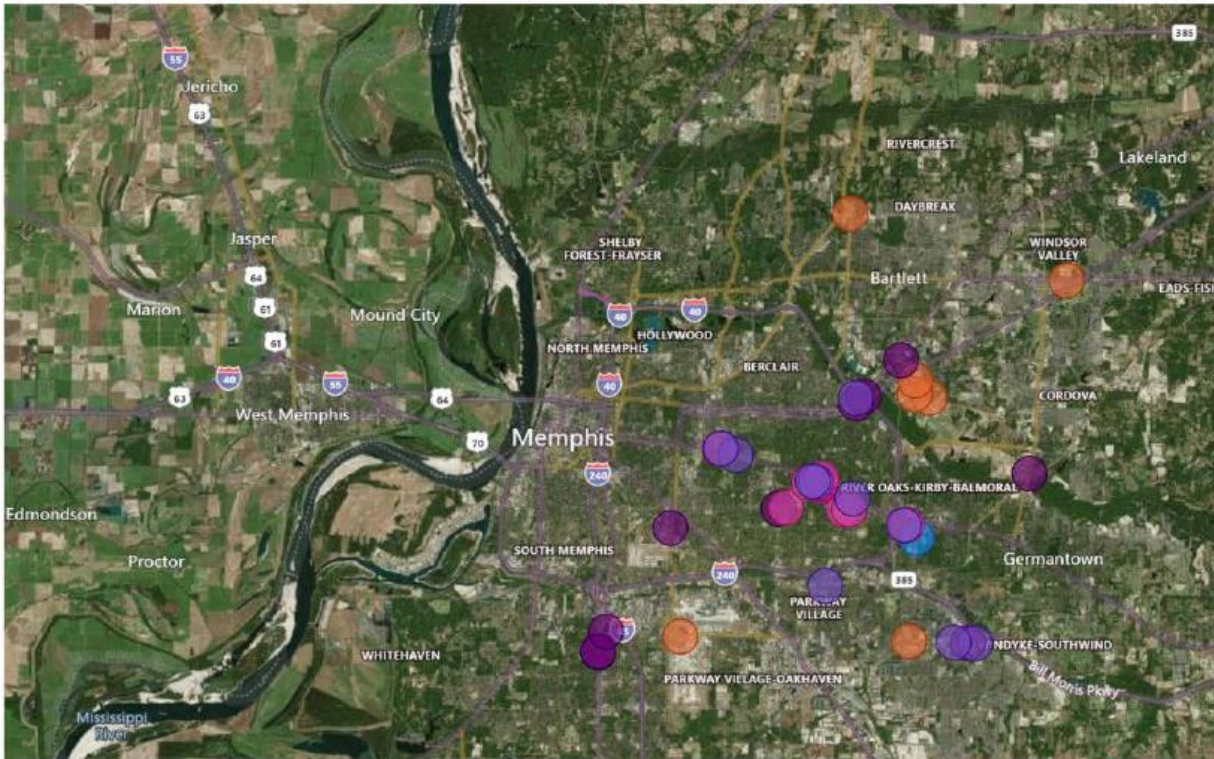 385
55
Jericho
63
RIVERCREST
Lakeland
DAYBREAK
Jasper
SHELBY
FOREST-FRAYSER
WINDSOR
VALLEY
64
Bartlett
EADS-FISH
Marion
61
Mound City
40
40
HOLLYWOOD
61
NORTH MEMPHIS
BERCLAIR
40
55
40
63
64
CORDOVA
West Memphis
Memphis
70
240
RIVER OAKS-KIRBY-BALMORAL
Edmondson
SOUTH MEMPHIS
Proctor
Germantown
240
385
PARKWAY
VILLAGE
NDYKE-SOUTHWIND
WHITEHAVEN
PARKWAY VILLAGE-OAKHAVEN
Bill Morris Pkwy
Mississippi
River